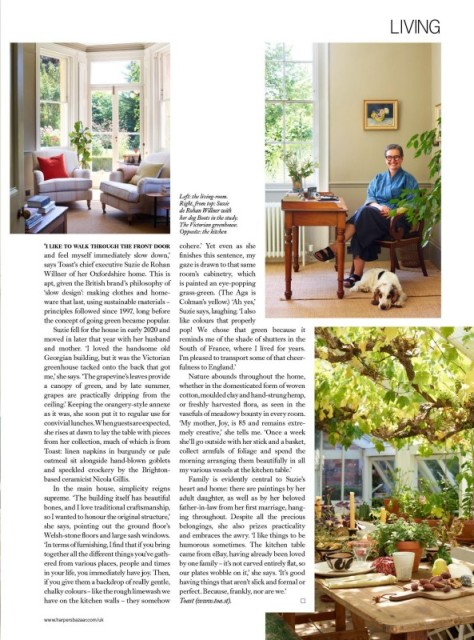 LIVING
Left: the living-room.
Right, from top: Suzie
de Rohan Willner with
her dog Boots in the study.
The Victorian greenhouse.
Opposite: the kitchen
'I LIKE TO WALK THROUGH THE FRONT DOOR
and feel myself immediately slow down,'
says Toast's chief executive Suzie de Rohan
Willner of her Oxfordshire home. This is
apt, given the British brand's philosophy of
'slow design': making clothes and home-
ware that last, using sustainable materials –
principles followed since 1997, long before
the concept of going green became popular.
Suzie fell for the house in early 2020 and
moved in later that year with her husband
and mother. 'I loved the handsome old
Georgian building, but it was the Victorian
greenhouse tacked onto the back that got
me,' she says. 'The grapevine's leaves provide
a canopy of green, and by late summer,
grapes are practically dripping from the
ceiling.' Keeping the orangery-style annexe
as it was, she soon put it to regular use for
convivial lunches. When guests are expected,
she rises at dawn to lay the table with pieces
from her collection, much of which is from
Toast: linen napkins in burgundy or pale
oatmeal sit alongside hand-blown goblets
and speckled crockery by the Brighton-
based ceramicist Nicola Gillis.
In the main house, simplicity reigns
supreme. 'The building itself has beautiful
bones, and I love traditional craftsmanship,
so I wanted to honour the original structure,'
she says, pointing out the ground floor's
Welsh-stone floors and large sash windows.
'In terms of furnishing, I find that if you bring
together all the different things you've gath-
ered from various places, people and times
in your life, you immediately have joy. Then,
if you give them a backdrop of really gentle,
chalky colours – like the rough limewash we
have on the kitchen walls – they somehow
cohere.' Yet even as she
finishes this sentence, my
gaze is drawn to that same
room's cabinetry, which
is painted an eye-popping
grass-green. (The Aga is
Colman's yellow.) 'Ah yes,'
Suzie says, laughing. 'I also
like colours that properly
pop! We chose that green because it
reminds me of the shade of shutters in the
South of France, where I lived for years.
I'm pleased to transport some of that cheer-
fulness to England.'
Nature abounds throughout the home,
whether in the domesticated form of woven
cotton, moulded clay and hand-strung hemp,
or freshly harvested flora, as seen in the
vasefuls of meadowy bounty in every room.
'My mother, Joy, is 85 and remains extre-
mely creative,' she tells me. 'Once a week
she'll go outside with her stick and a basket,
collect armfuls of foliage and spend the
morning arranging them beautifully in all
my various vessels at the kitchen table.'
Family is evidently central to Suzie's
heart and home: there are paintings by her
adult daughter, as well as by her beloved
father-in-law from her first marriage, hang-
ing throughout. Despite all the precious
belongings, she also prizes practicality
and embraces the awry. 'I like things to be
humorous sometimes. The kitchen table
came from eBay, having already been loved
by one family – it's not carved entirely flat, so
our plates wobble on it,' she says. 'It's good
having things that aren't slick and formal or
perfect. Because, frankly, nor are we.'
Toast (www.toa.st).
www.harpersbazaar.com/uk